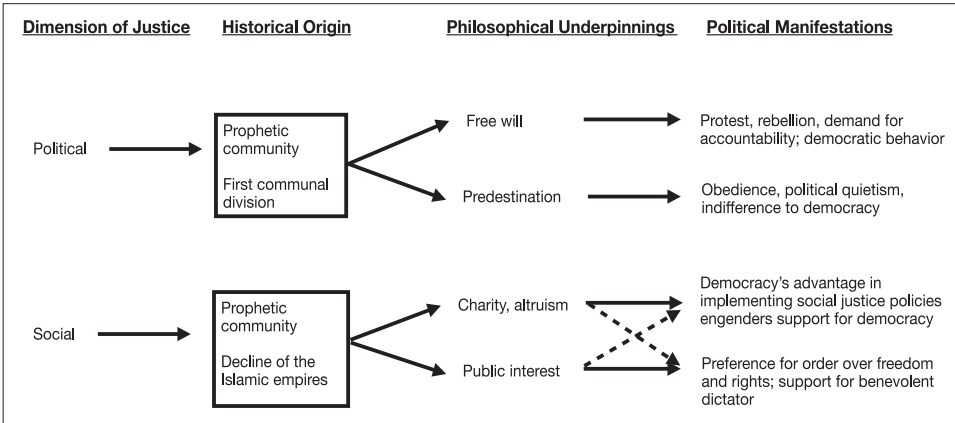 Dimension of Justice
Historical Origin
Philosophical Underpinnings
Political Manifestations
Political
Prophetic
community
First communal
division
Free will
Protest, rebellion, demand for
accountability; democratic behavior
Predestination
Obedience, political quietism,
indifference to democracy
Social
Prophetic
community
Decline of the
Islamic empires
Charity, altruism
Democracy's advantage in
implementing social justice policies
engenders support for democracy
Public interest
Preference for order over freedom
and rights; support for benevolent
dictator